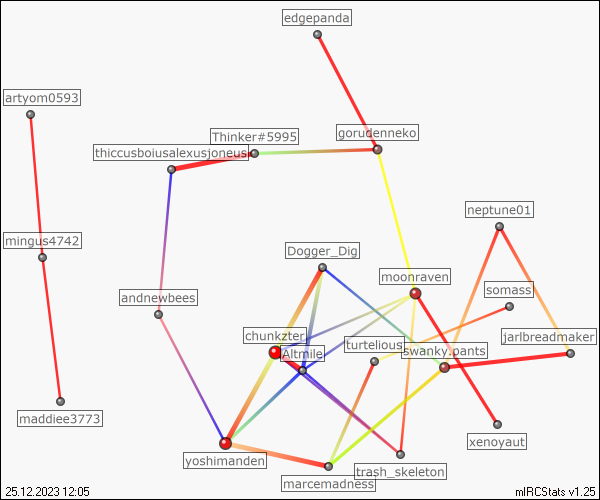 edgepanda
artyom0593
gorudenneko
Thinker#5995
thiccusboiusalexusjoneus
neptune01
mingus4742
Dogger_Dig
moonraven
somass
andnewbees
chunkzter
turtelious
jarlbreadmaker
swanky.pants
Altmile
maddiee3773
xenoyaut
yoshimanden
trash_skeleton
marcemadness
25.12.2023 12:05
mIRCStats v1.25